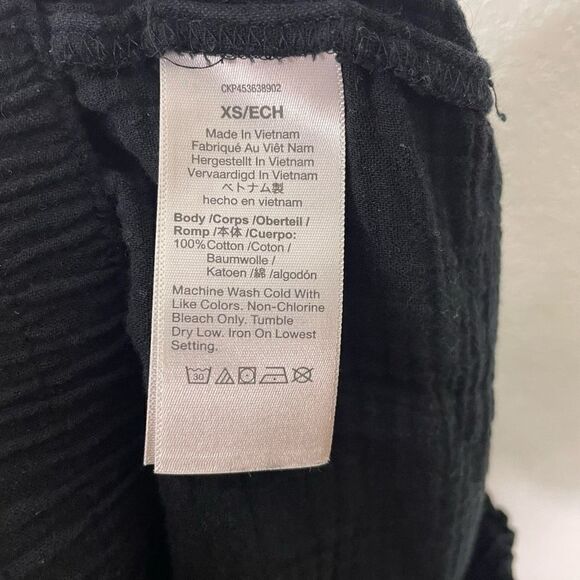 CKP453638902
XS/ECH
Made In Vietnam
Fabriqué Au Viêt Nam
Hergestellt In Vietnam
Vervaardigd In Vietnam
ベトナム製
hecho en vietnam
Body /Corps /Oberteil /
Romp /本体 /Cuerpo:
100%Cotton /Coton /
Baumwolle /
Katoen /綿 /algodón
Machine Wash Cold With
Like Colors. Non-Chlorine
Bleach Only. Tumble
Dry Low. Iron On Lowest
Setting.
30